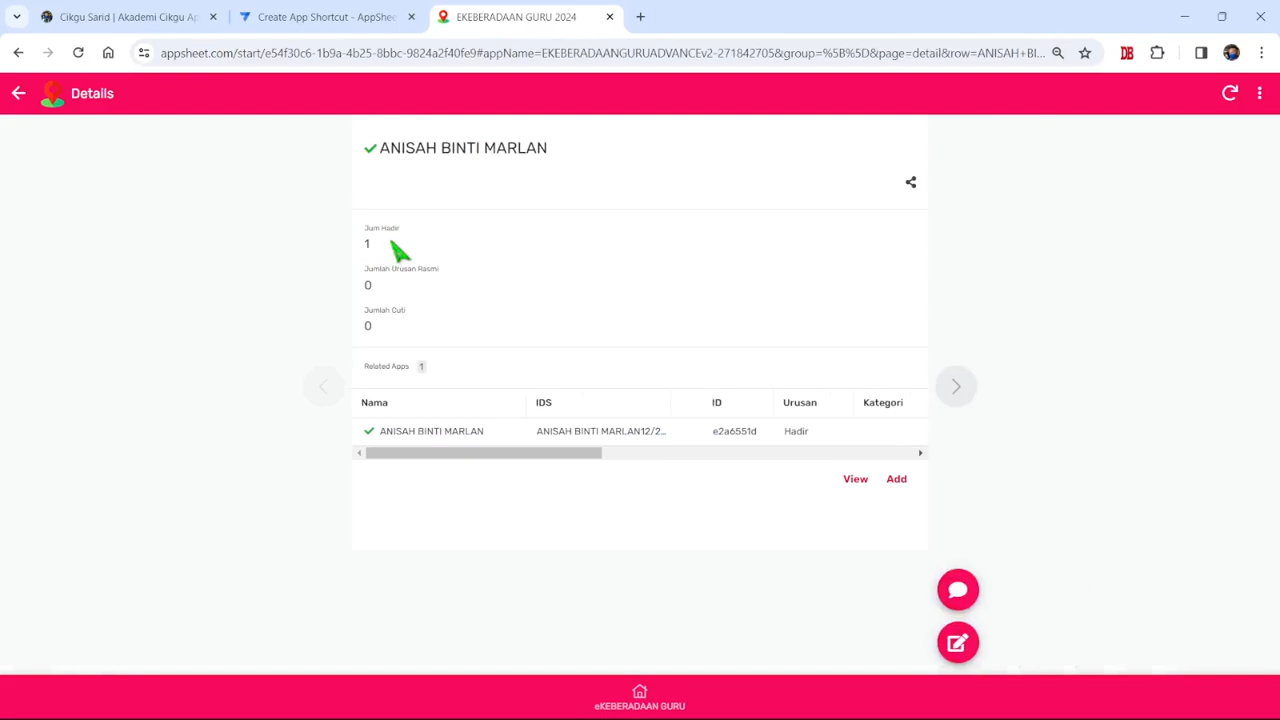 Cikgu Sarid | Akademi Cikgu Ap
Create App Shortcut - AppShee
EKEBERADAAN GURU 2024
appsheet.com/start/e54f30c6-1b9a-4b25-8bbc-9824a2f40fe9#appName=EKEBERADAANGURUADVANCEv2-271842705&group=%5B%5D&page=detail&row=ANISAH+BI...
DB
Details
ANISAH BINTI MARLAN
Jum Hadir
1
Jumlah Urusan Rasmi
0
Jumlah Cuti
0
Related Apps 1
Nama IDS ID Urusan Kategori
ANISAH BINTI MARLAN ANISAH BINTI MARLAN12/2... e2a6551d Hadir
View Add
eKEBERADAAN GURU